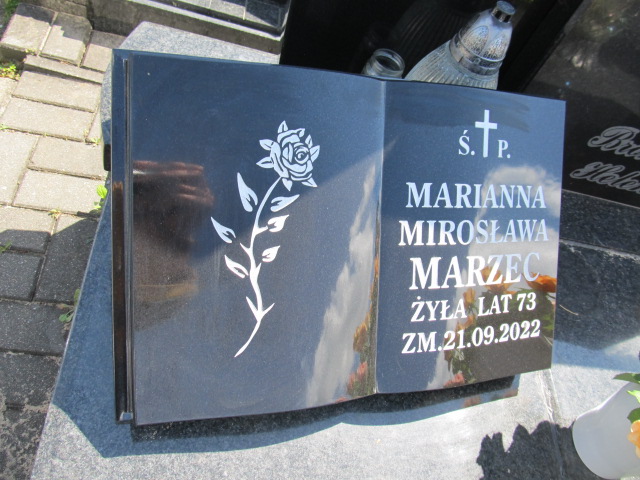 Ś. P.
MARIANNA
MIROSŁAWA
MARZEC
ŻYŁA LAT 73
ZM.21.09.2022